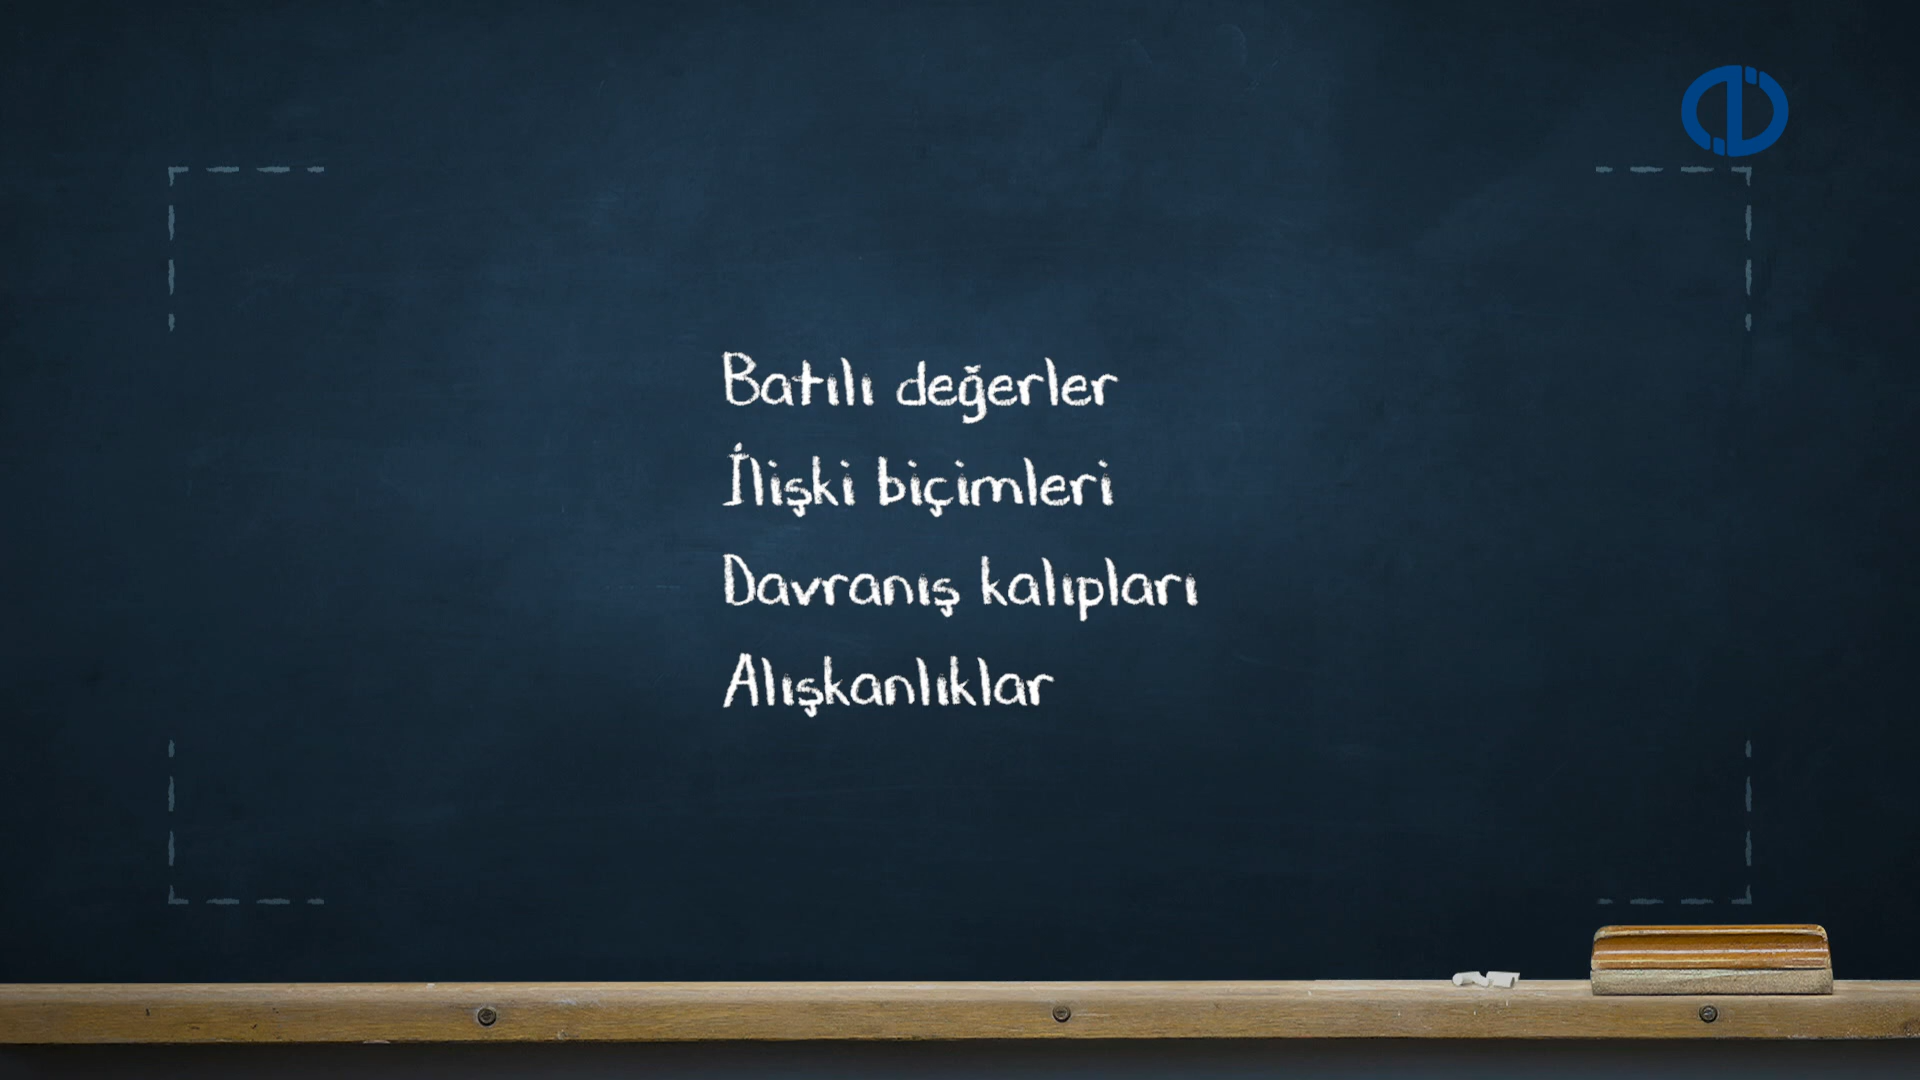 Batılı değerler
İlişki biçimleri
Davranış kalıpları
Alışkanlıklar